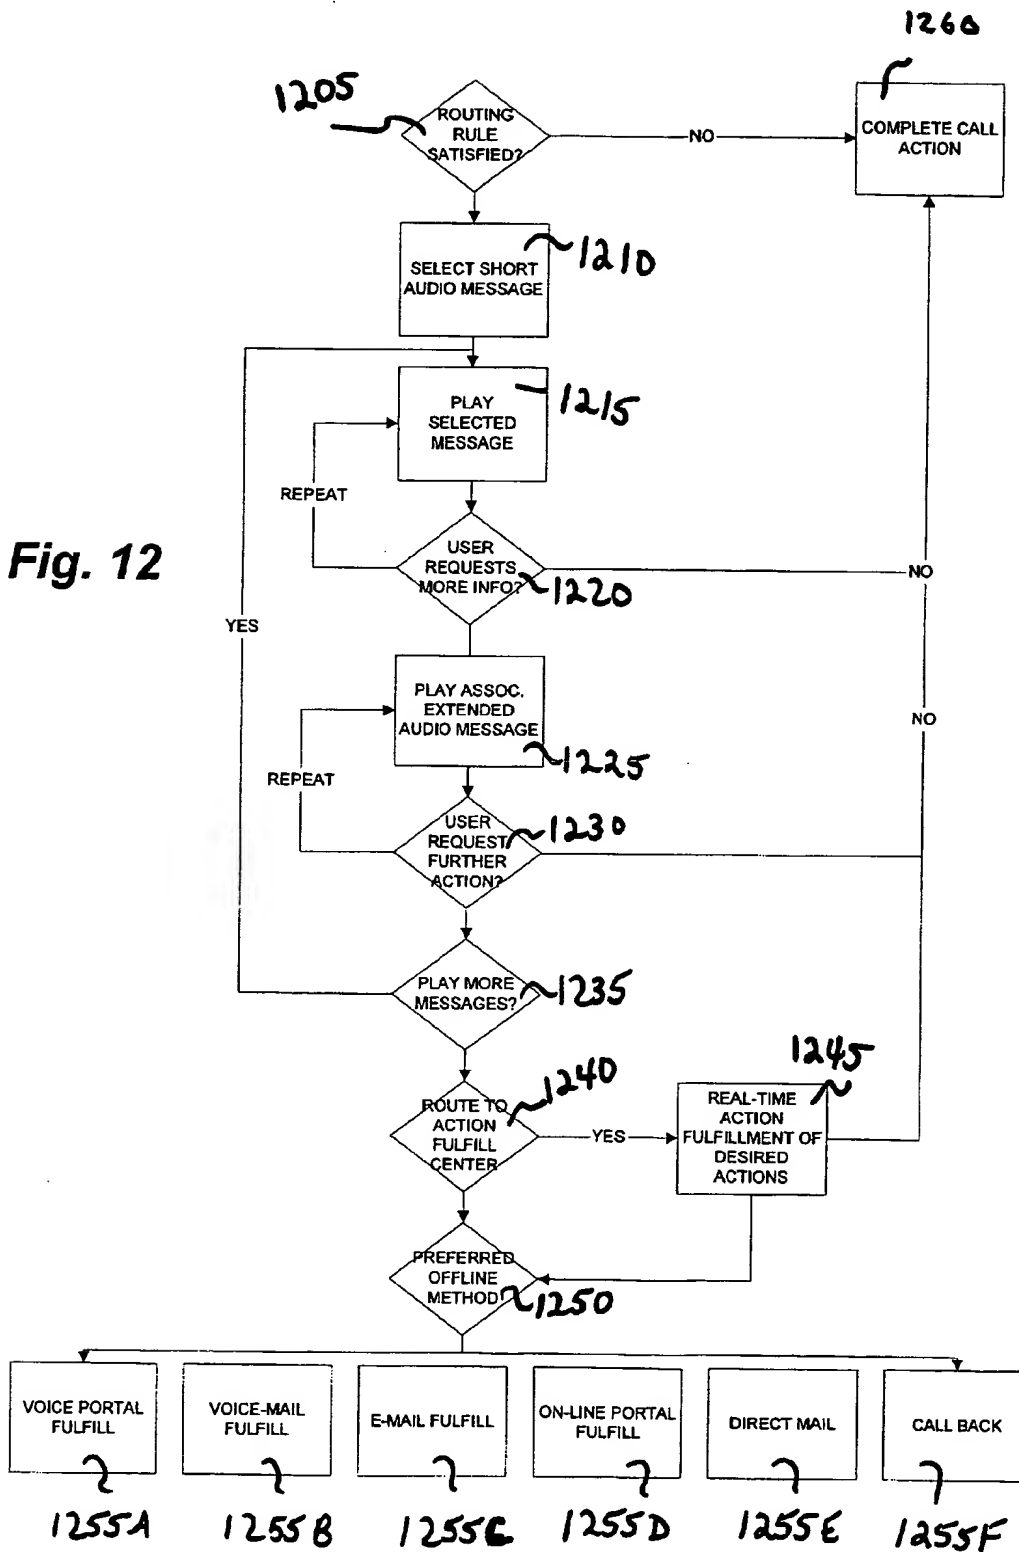 1260
1205
ROUTING
RULE
SATISFIED?
NO
COMPLETE CALL
ACTION
1210
SELECT SHORT
AUDIO MESSAGE
1215
PLAY
SELECTED
MESSAGE
REPEAT
Fig. 12
USER
REQUESTS
MORE INFO?
1220
NO
YES
PLAY ASSOC.
EXTENDED
AUDIO MESSAGE
1225
NO
REPEAT
USER
REQUEST
FURTHER
ACTION?
1230
PLAY MORE
MESSAGES?
1235
1240
ROUTE TO
ACTION
FULFILL
CENTER
YES
1245
REAL-TIME
ACTION
FULFILLMENT OF
DESIRED
ACTIONS
PREFERRED
OFFLINE
METHOD
1250
VOICE PORTAL
FULFILL
VOICE-MAIL
FULFILL
E-MAIL FULFILL
ON-LINE PORTAL
FULFILL
DIRECT MAIL
CALL BACK
1255A
1255B
1255C
1255D
1255E
1255F